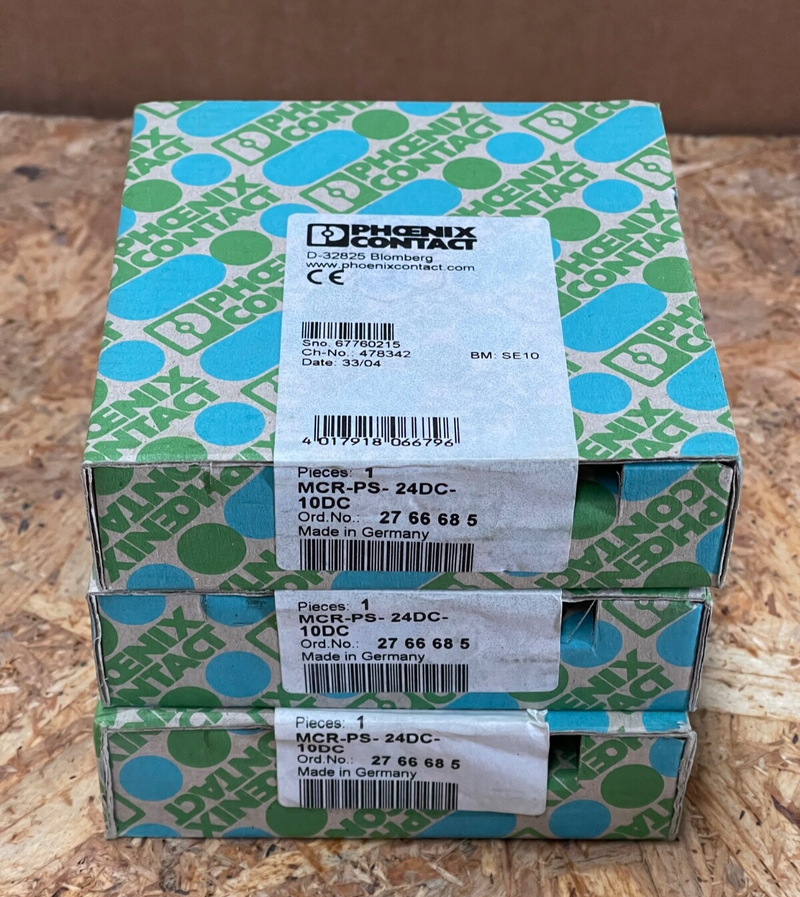 PHŒNIX
CONTACT
D-32825 Blomberg
www.phoenixcontact.com
CE
Sno. 67760215
Ch-No.: 478342 BM: SE10
Date: 33/04
4 017918 066796
Pieces: 1
MCR-PS- 24DC-
10DC
Ord.No.: 27 66 68 5
Made in Germany
Pieces: 1
MCR-PS- 24DC-
10DC
Ord.No.: 27 66 68 5
Made in Germany
Pieces: 1
MCR-PS- 24DC-
10DC
Ord.No.: 27 66 68 5
Made in Germany
PHŒNIX
CONTACT